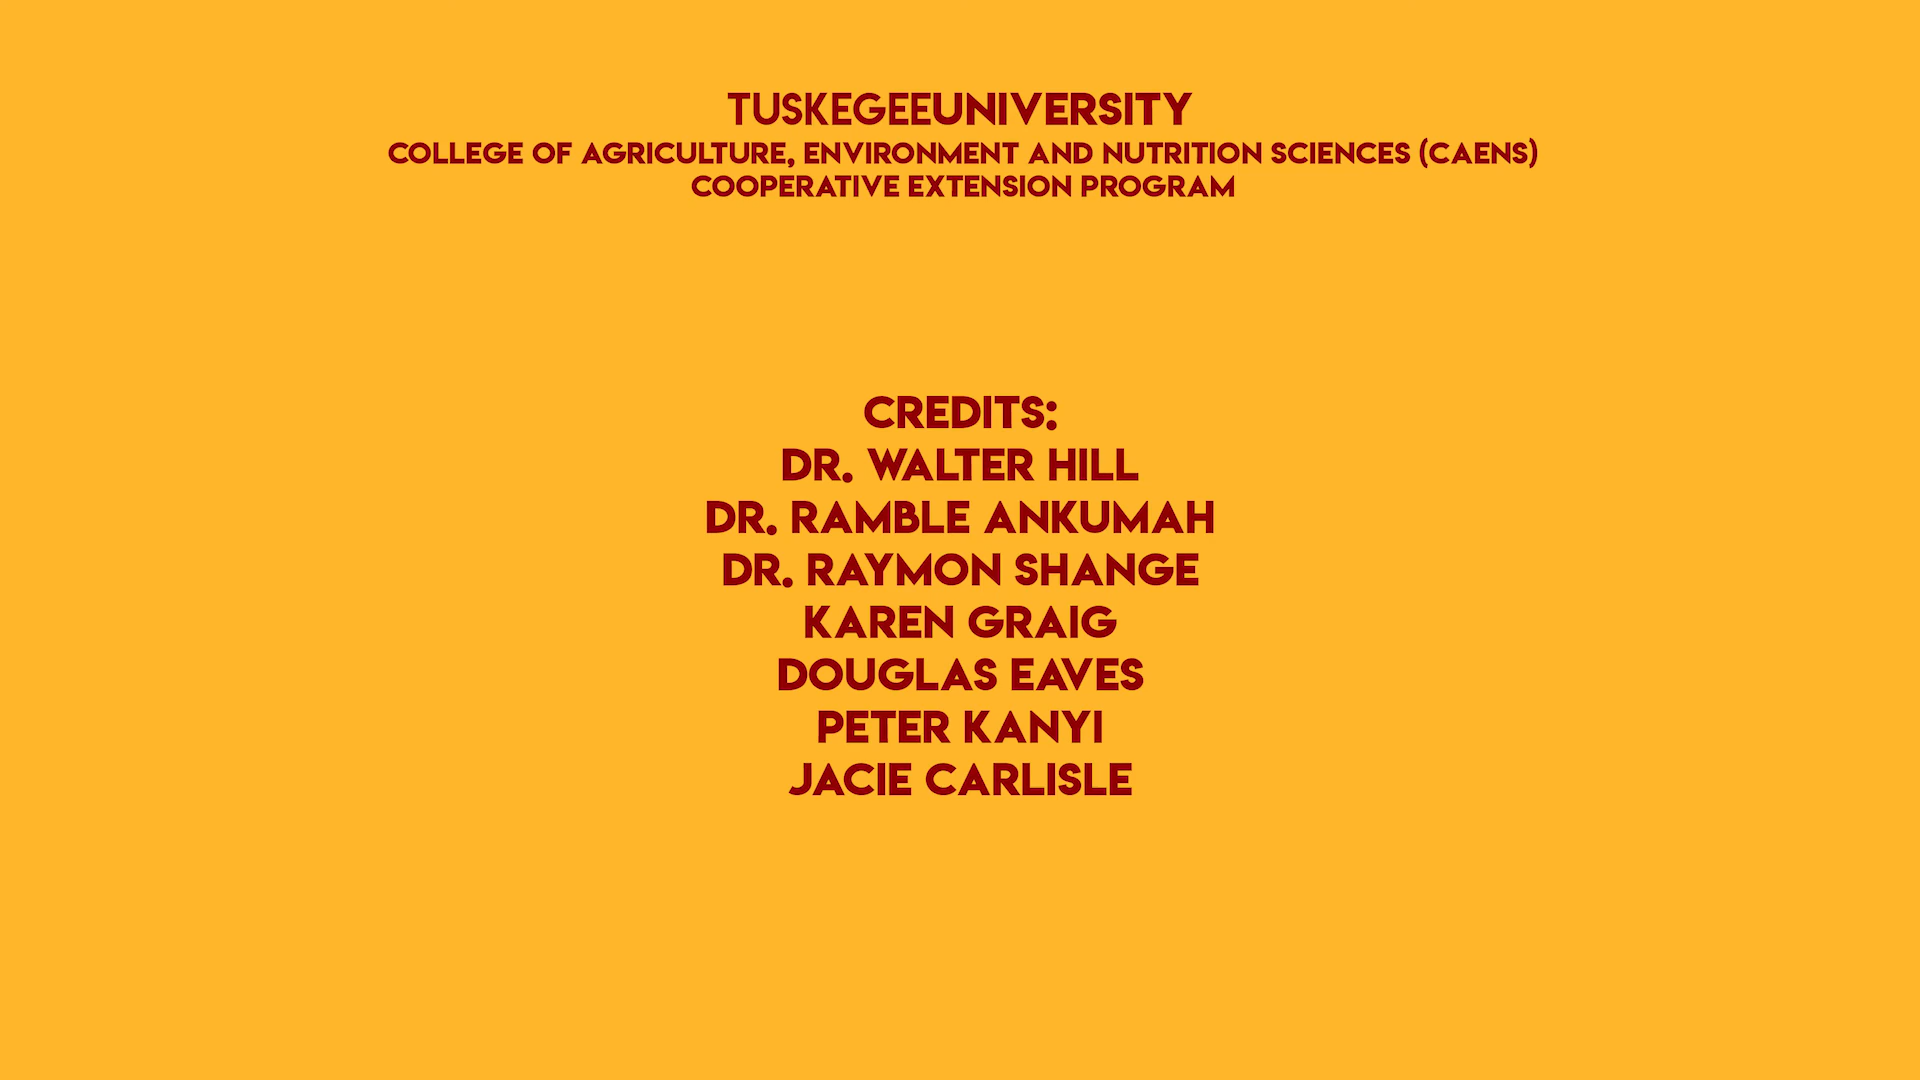 TUSKEGEEUNIVERSITY
COLLEGE OF AGRICULTURE, ENVIRONMENT AND NUTRITION SCIENCES (CAENS)
COOPERATIVE EXTENSION PROGRAM
CREDITS:
DR. WALTER HILL
DR. RAMBLE ANKUMAH
DR. RAYMON SHANGE
KAREN GRAIG
DOUGLAS EAVES
PETER KANYI
JACIE CARLISLE